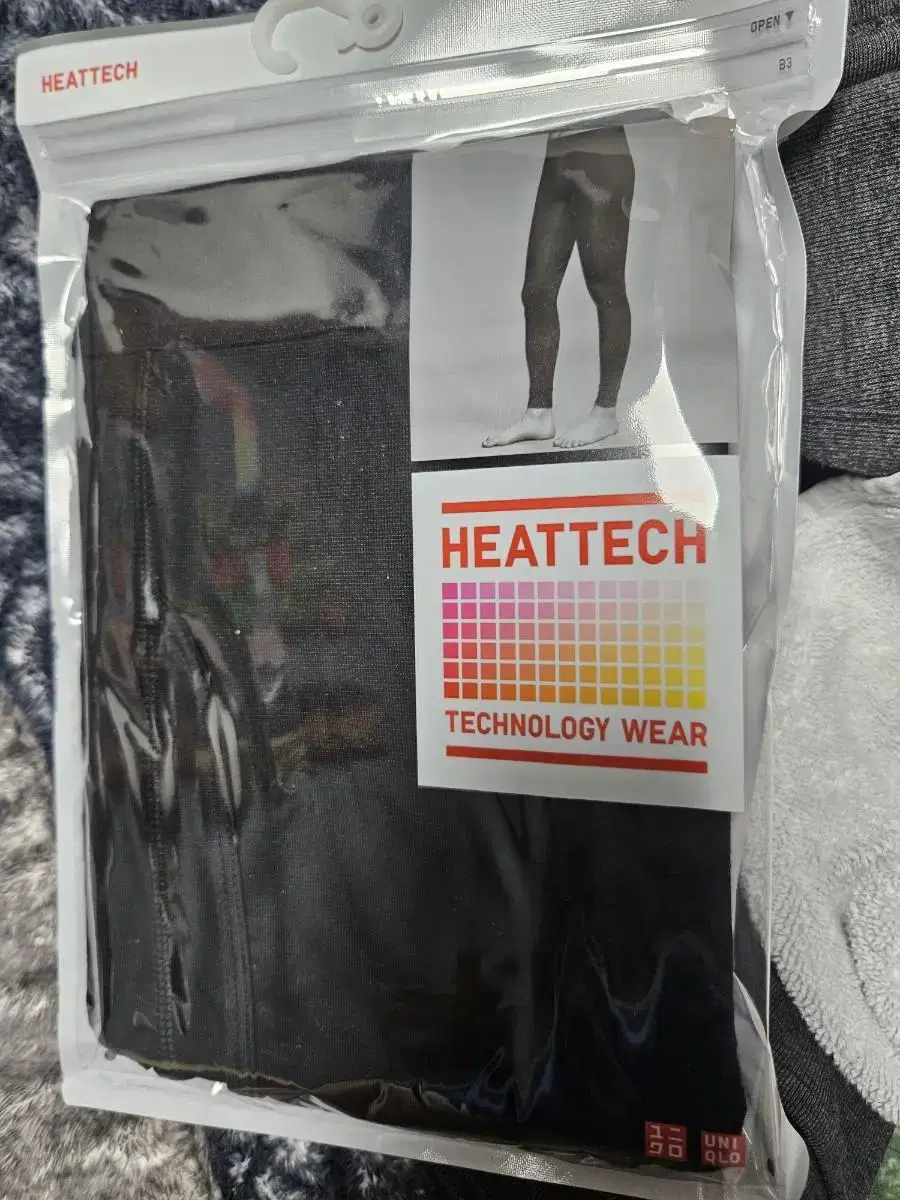 OPEN ▼
HEATTECH
B3
HEATTECH
TECHNOLOGY WEAR
ユニ
クロ
UNI
QLO